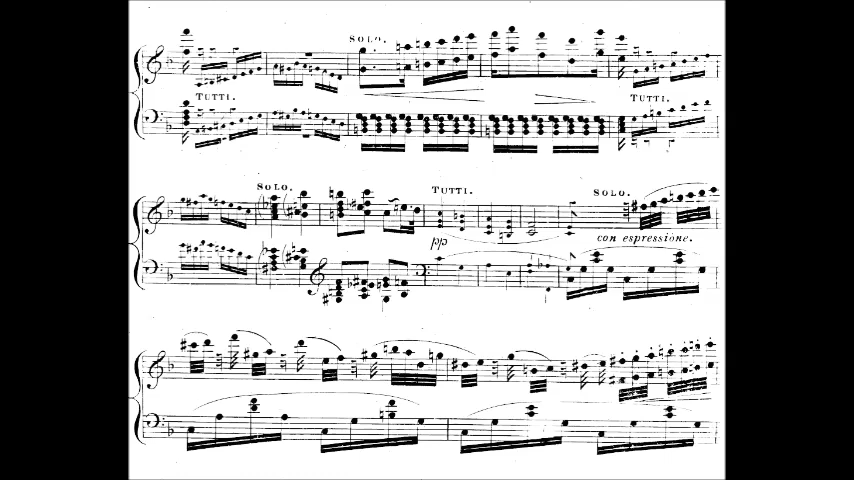 SOLO.
TUTTI. TUTTI.
SOLO. TUTTI. SOLO.
pp con espressione.